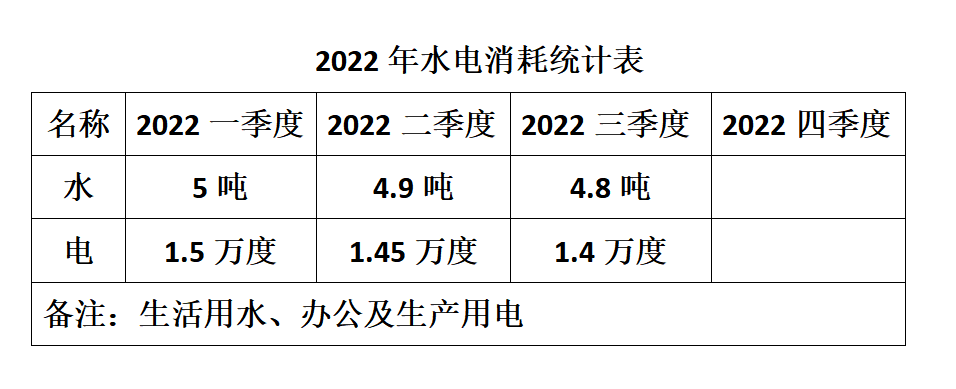 2022 年水电消耗统计表
名称 2022 一季度 2022 二季度 2022 三季度 2022 四季度
水 5 吨 4.9 吨 4.8 吨
电 1.5 万度 1.45 万度 1.4 万度
备注：生活用水、办公及生产用电